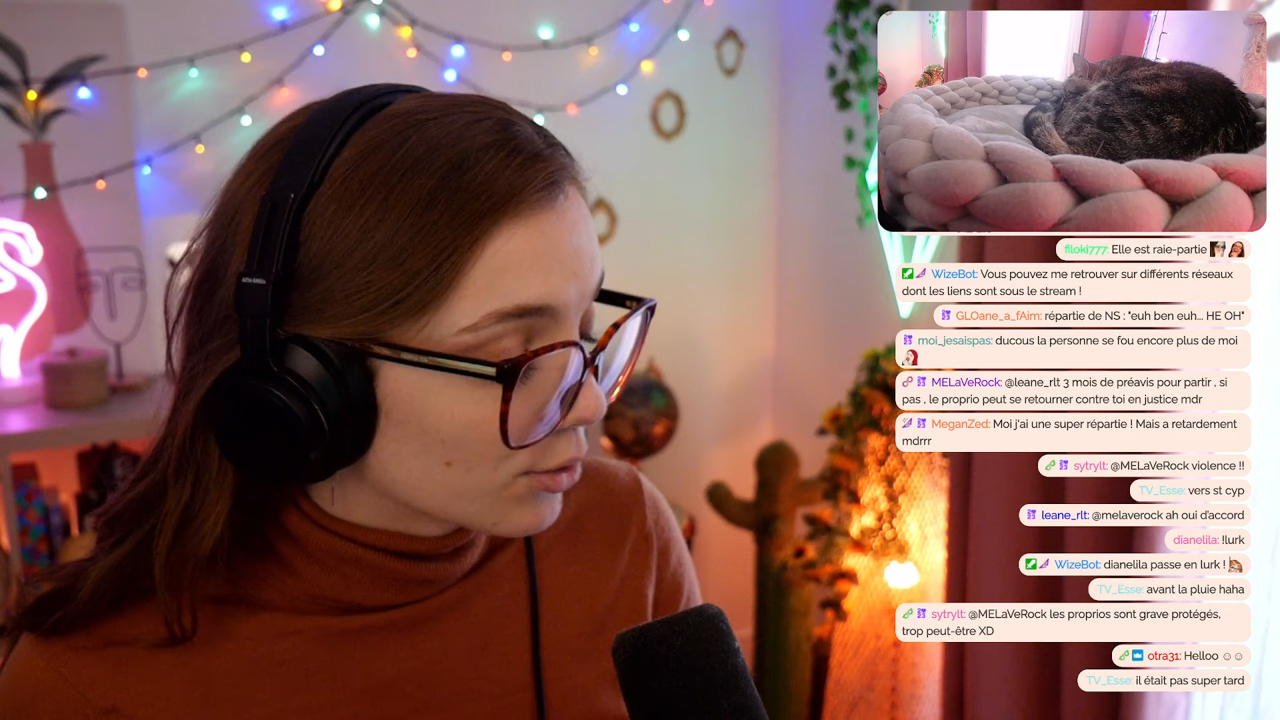 filoki777: Elle est raie-partie
WizeBot: Vous pouvez me retrouver sur différents réseaux
dont les liens sont sous le stream !
GLOane_a_fAim: répartie de NS : "euh ben euh... HE OH"
moi_jesaispas: ducous la personne se fou encore plus de moi
MELaVeRock: @leane_rlt 3 mois de préavis pour partir , si
pas , le proprio peut se retourner contre toi en justice mdr
MeganZed: Moi j'ai une super répartie ! Mais a retardement
mdrrr
sytrylt: @MELaVeRock violence !!
TV_Esse: vers st cyp
leane_rlt: @melaverock ah oui d'accord
dianelila: !lurk
WizeBot: dianelila passe en lurk !
TV_Esse: avant la pluie haha
sytrylt: @MELaVeRock les proprios sont grave protégés,
trop peut-être XD
otra31: Helloo ☺☺
TV_Esse: il était pas super tard